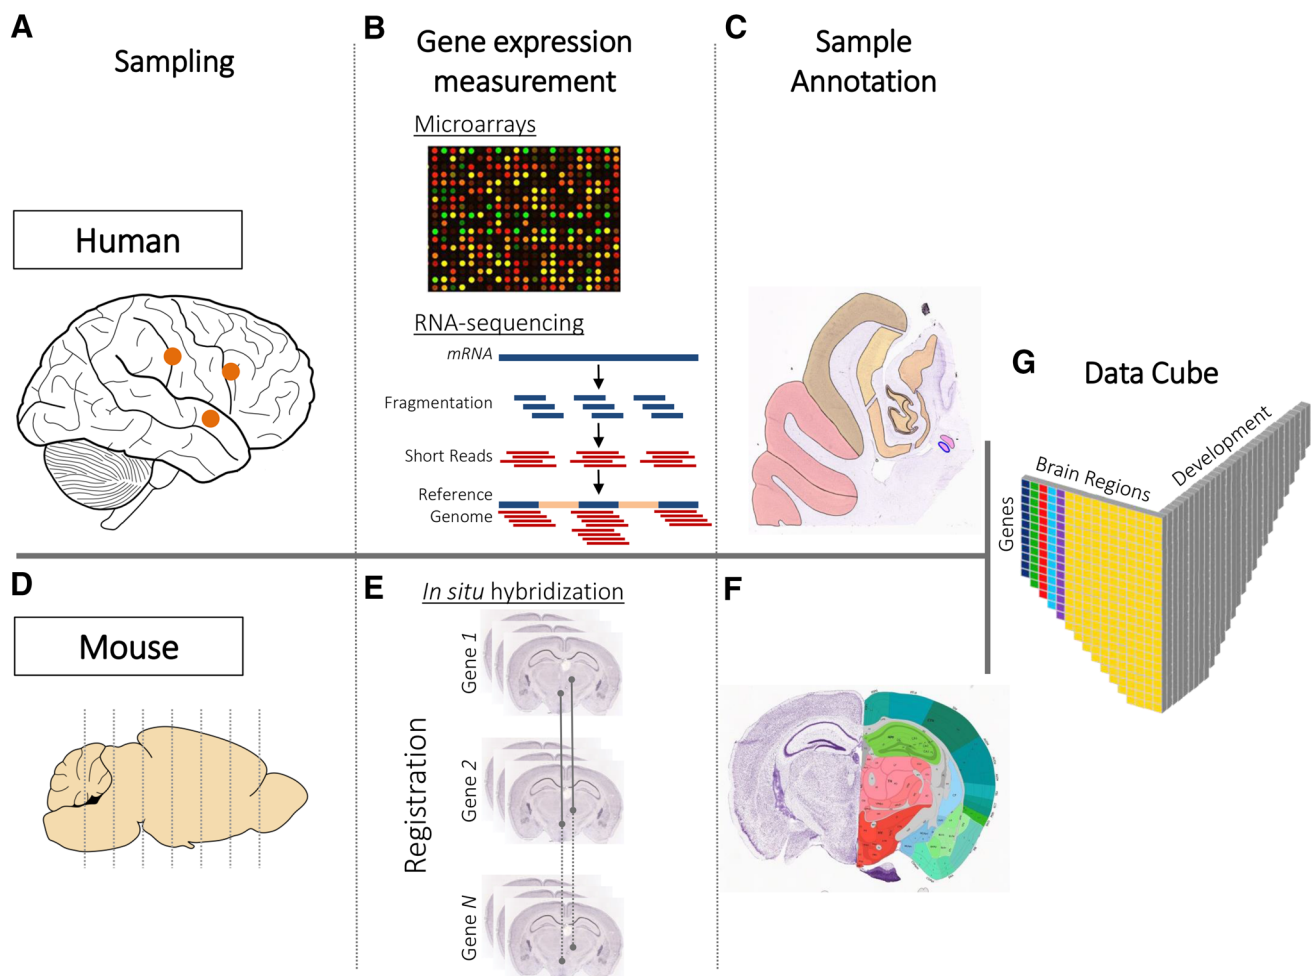 A
Sampling
Human
B
Gene expression
measurement
Microarrays
RNA-sequencing
mRNA
Fragmentation
Short Reads
Reference
Genome
C
Sample
Annotation
D
Mouse
E
In situ hybridization
Registration
Gene 1
Gene 2
Gene N
F
G
Data Cube
Brain Regions
Development
Genes